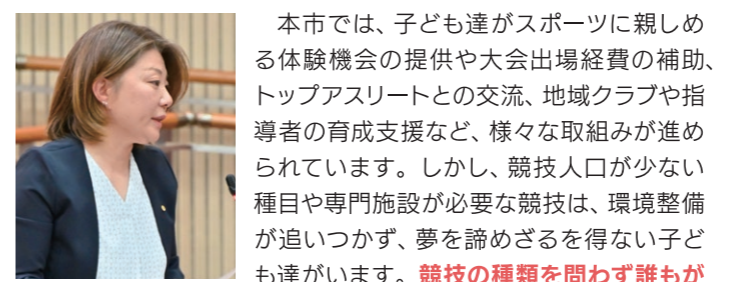 本市では、子ども達がスポーツに親しめ
る体験機会の提供や大会出場経費の補助、
トップアスリートとの交流、地域クラブや指
導者の育成支援など、様々な取組みが進め
られています。しかし、競技人口が少ない
種目や専門施設が必要な競技は、環境整備
が追いつかず、夢を諦めざるを得ない子ど
も達がいます。競技の種類を問わず誰もが